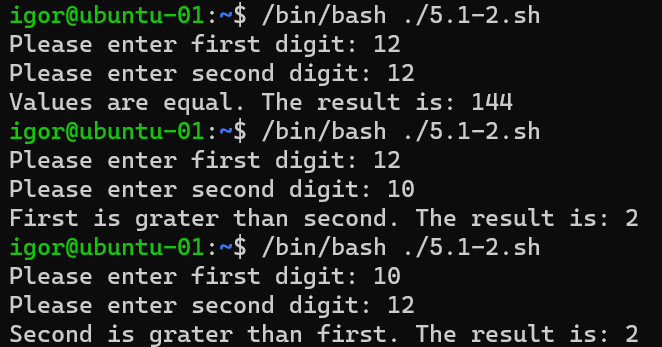 igor@ubuntu-01:~$ /bin/bash ./5.1-2.sh
Please enter first digit: 12
Please enter second digit: 12
Values are equal. The result is: 144
igor@ubuntu-01:~$ /bin/bash ./5.1-2.sh
Please enter first digit: 12
Please enter second digit: 10
First is grater than second. The result is: 2
igor@ubuntu-01:~$ /bin/bash ./5.1-2.sh
Please enter first digit: 10
Please enter second digit: 12
Second is grater than first. The result is: 2